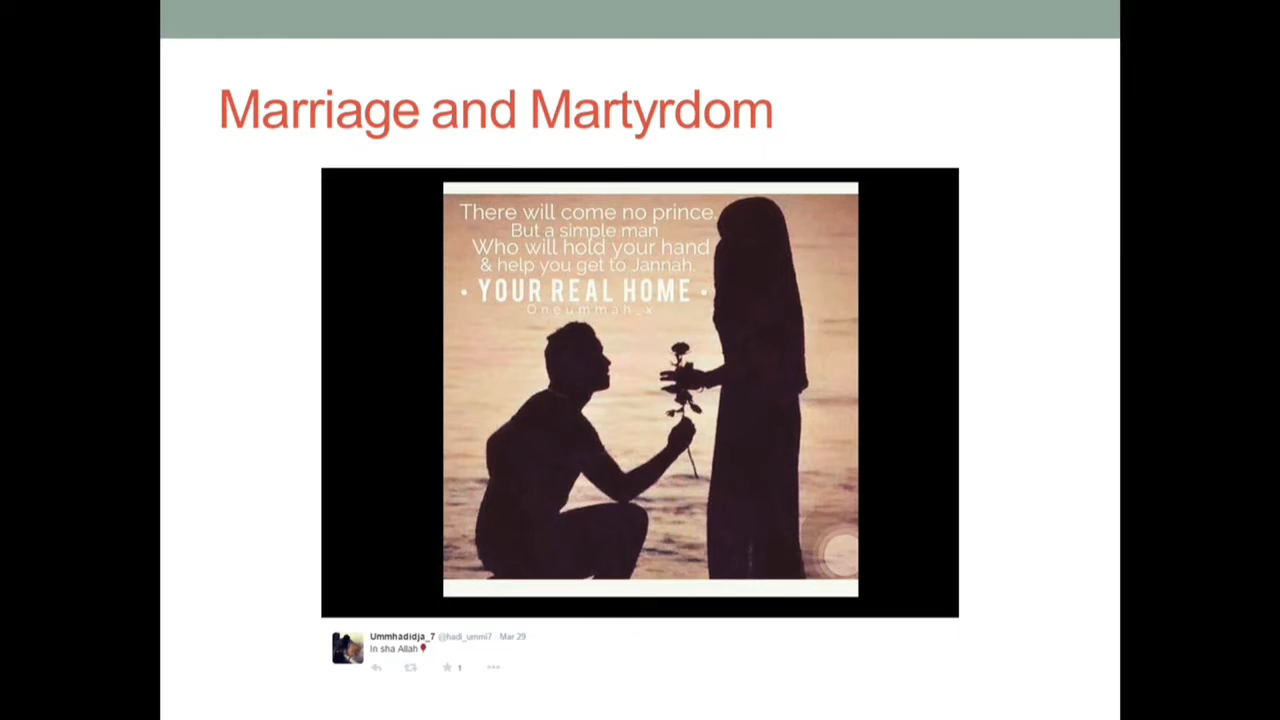 Marriage and Martyrdom
There will come no prince.
But a simple man
Who will hold your hand
& help you get to Jannah.
• YOUR REAL HOME •
Oneummah_x
Ummhadidja_7 @hadi_ummi7 · Mar 29
In sha Allah🌹
1